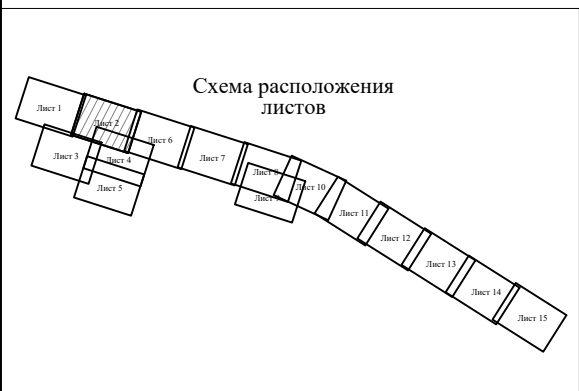 Схема расположения
листов
Лист 1
Лист 2
Лист 3
Лист 4
Лист 5
Лист 6
Лист 7
Лист 8
Лист
Лист 10
Лист 11
Лист 12
Лист 13
Лист 14
Лист 15